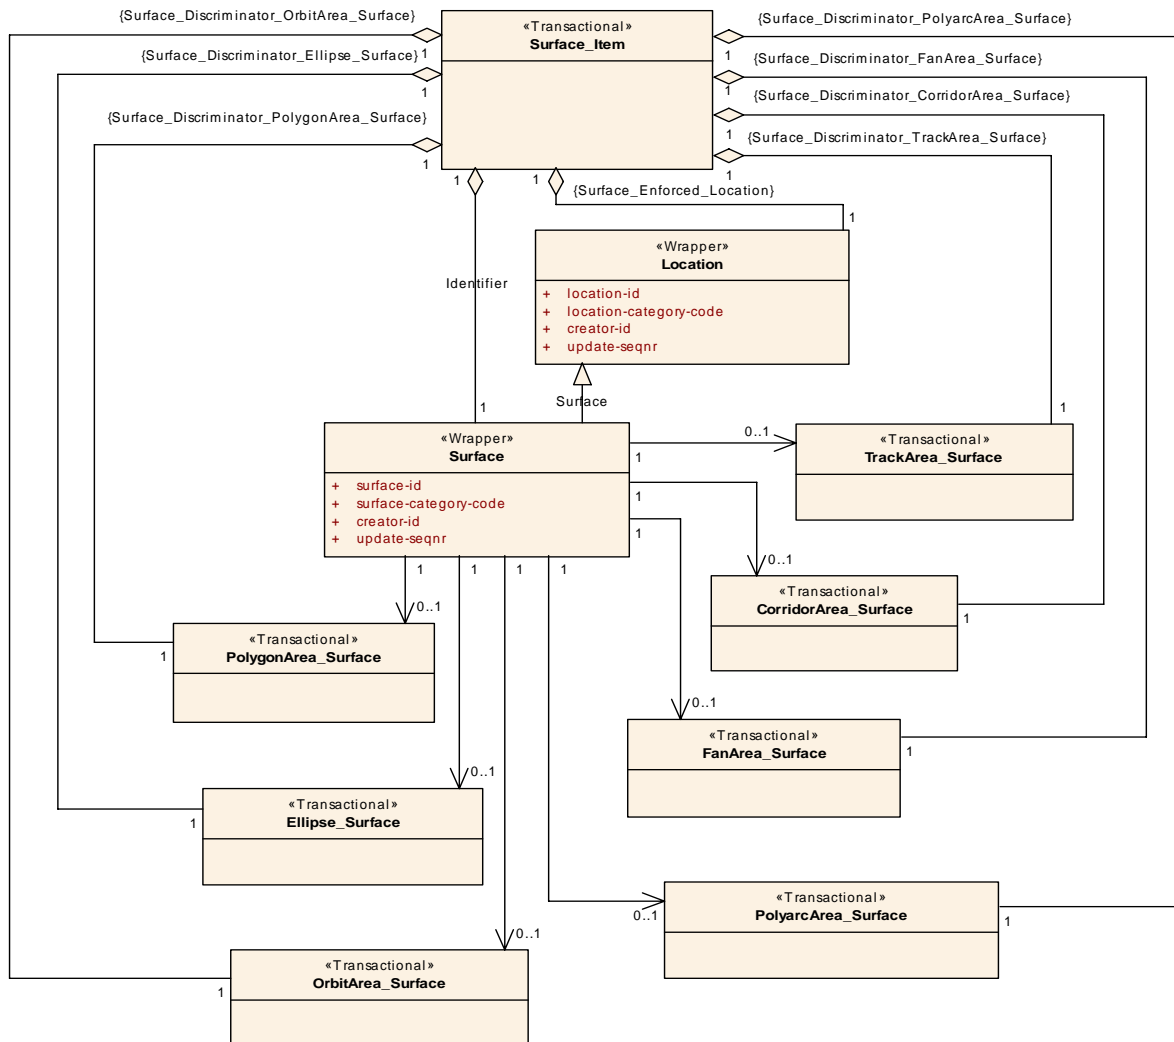 {Surface_Discriminator_OrbitArea_Surface}
1
{Surface_Discriminator_Ellipse_Surface}
1
{Surface_Discriminator_PolygonArea_Surface}
1
«Transactional»
Surface_Item
{Surface_Discriminator_PolyarcArea_Surface}
1
{Surface_Discriminator_FanArea_Surface}
1
{Surface_Discriminator_CorridorArea_Surface}
1
{Surface_Discriminator_TrackArea_Surface}
1
1
1
{Surface_Enforced_Location}
1
«Wrapper»
Location
+ location-id
+ location-category-code
+ creator-id
+ update-seqnr
Identifier
Surface
1
1
«Wrapper»
Surface
+ surface-id
+ surface-category-code
+ creator-id
+ update-seqnr
1
0..1
«Transactional»
TrackArea_Surface
1
1
0..1
«Transactional»
CorridorArea_Surface
1
1
1
1
1
0..1
«Transactional»
PolygonArea_Surface
1
1
0..1
«Transactional»
FanArea_Surface
1
0..1
«Transactional»
Ellipse_Surface
1
0..1
«Transactional»
PolyarcArea_Surface
1
0..1
«Transactional»
OrbitArea_Surface
1